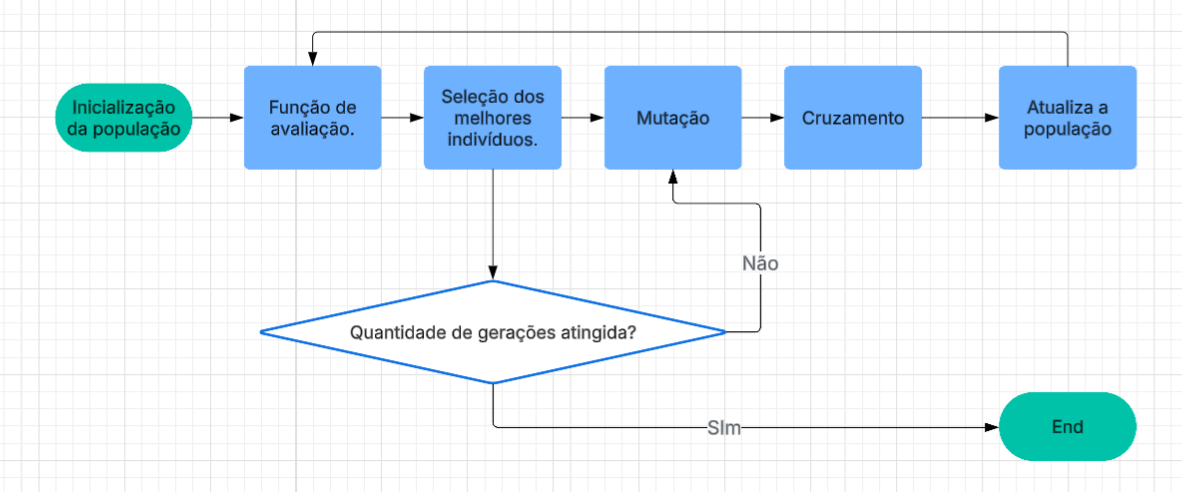 Inicialização
da população
Função de
avaliação.
Seleção dos
melhores
indivíduos.
Mutação
Cruzamento
Atualiza a
população
Não
Quantidade de gerações atingida?
SIm
End